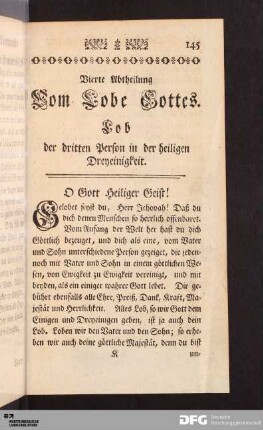 145
Vierte Abtheilung
Vom Lobe Gottes.
Lob
der dritten Person in der heiligen
Dreyeinigkeit.
O Gott Heiliger Geist!
Gelobet seyst du, Herr Jehovah! Daß du
dich denen Menschen so herrlich offenbaret.
Vom Anfang der Welt her hast du dich
Göttlich bezeuget, und dich als eine, vom Vater
und Sohn unterschiedene Person gezeiget, die jeden-
noch mit Vater und Sohn in einem göttlichen We-
sen, von Ewigkeit zu Ewigkeit vereiniget, und mit
beyden, als ein einiger wahrer Gott lebet. Dir ge-
bühret ebenfalls alle Ehre, Preiß, Dank, Kraft, Ma-
jestät und Herrlichkeit. Alles Lob, so wir Gott dem
Einigen und Dreyeinigen geben, ist ja auch dein
Lob. Loben wir den Vater und den Sohn; so erhe-
ben wir auch deine göttliche Majestät, denn du bist
K
DFG Deutsche
Forschungsgemeinschaft